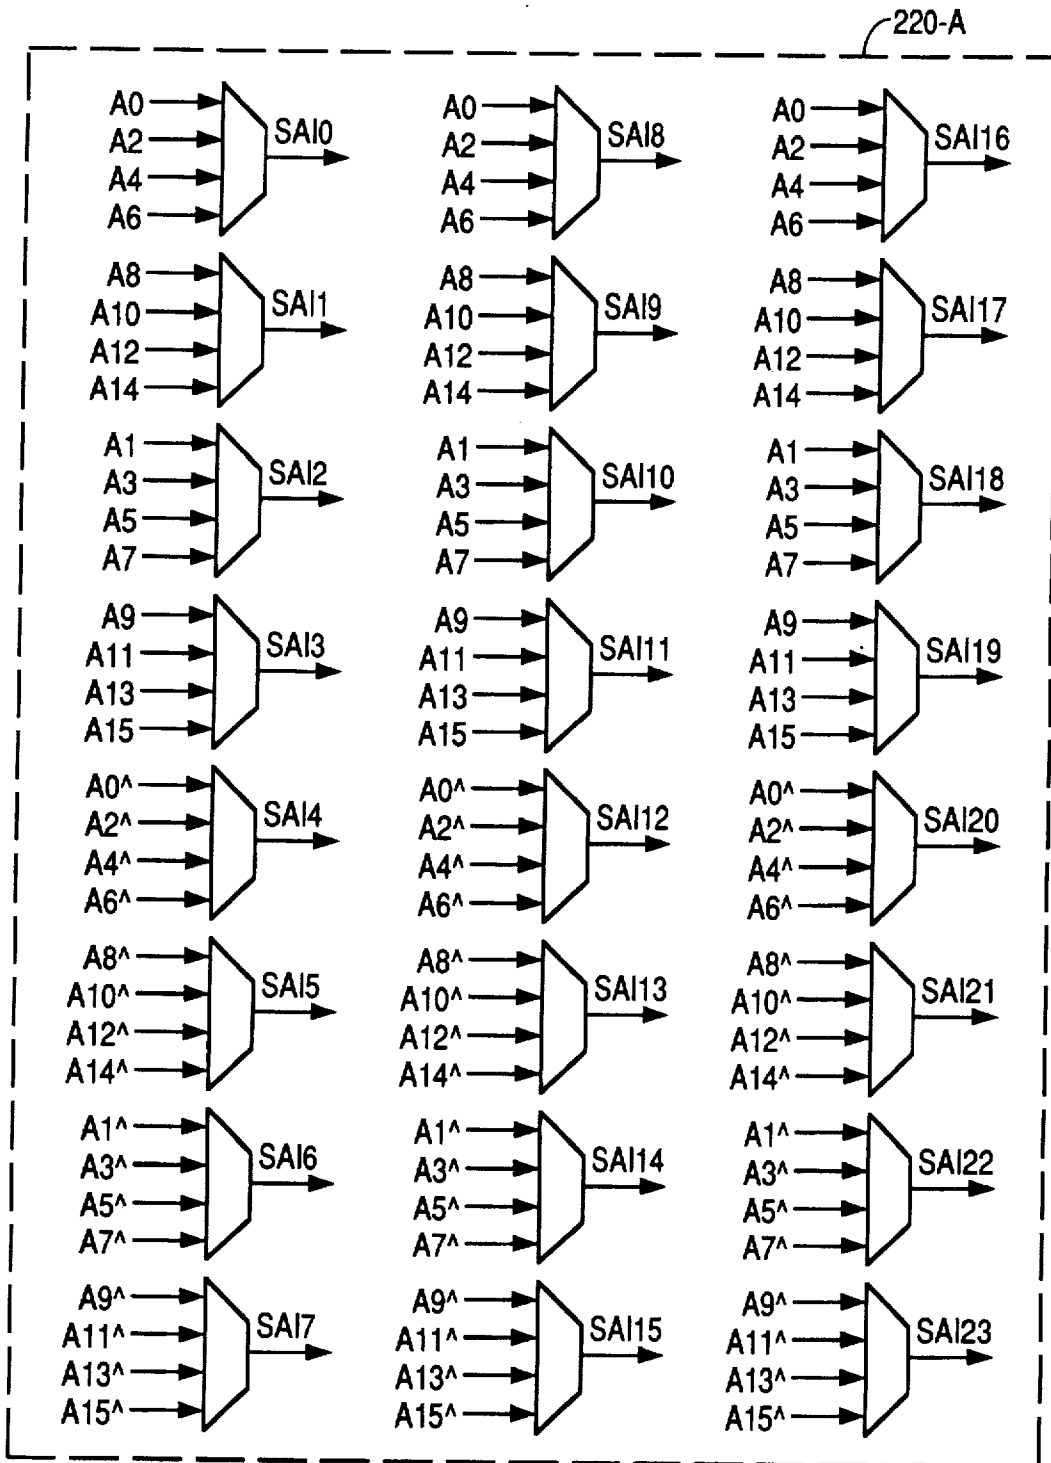 220-A
A0
A2
A4
A6
SAI0
A8
A10
A12
A14
SAI1
A1
A3
A5
A7
SAI2
A9
A11
A13
A15
SAI3
A0^
A2^
A4^
A6^
SAI4
A8^
A10^
A12^
A14^
SAI5
A1^
A3^
A5^
A7^
SAI6
A9^
A11^
A13^
A15^
SAI7
A0
A2
A4
A6
SAI8
A8
A10
A12
A14
SAI9
A1
A3
A5
A7
SAI10
A9
A11
A13
A15
SAI11
A0^
A2^
A4^
A6^
SAI12
A8^
A10^
A12^
A14^
SAI13
A1^
A3^
A5^
A7^
SAI14
A9^
A11^
A13^
A15^
SAI15
A0
A2
A4
A6
SAI16
A8
A10
A12
A14
SAI17
A1
A3
A5
A7
SAI18
A9
A11
A13
A15
SAI19
A0^
A2^
A4^
A6^
SAI20
A8^
A10^
A12^
A14^
SAI21
A1^
A3^
A5^
A7^
SAI22
A9^
A11^
A13^
A15^
SAI23